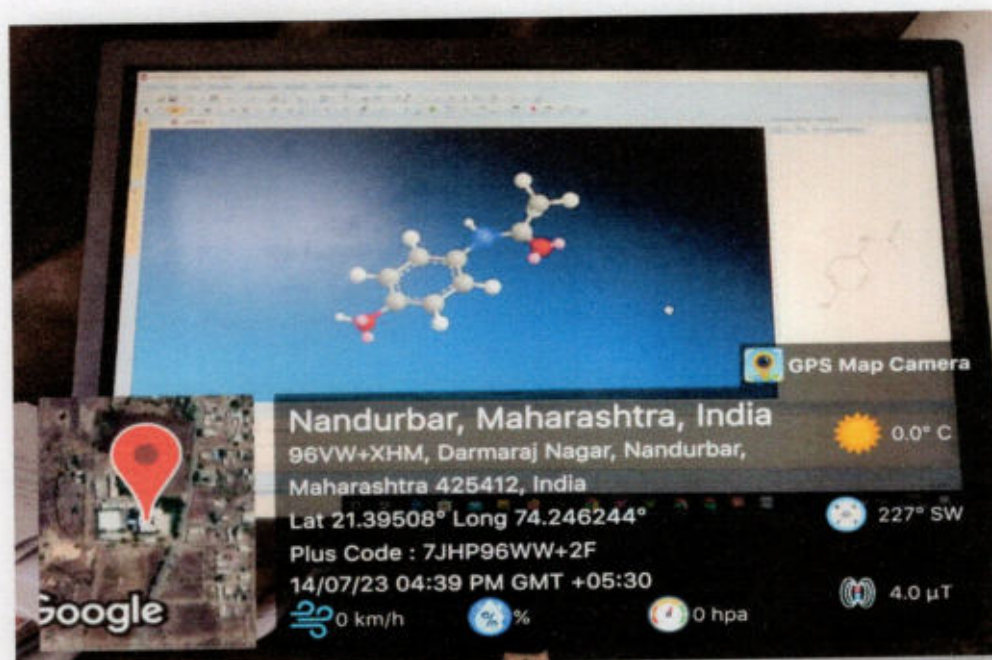 GPS Map Camera
Nandurbar, Maharashtra, India
96VW+XHM, Darmaraj Nagar, Nandurbar,
Maharashtra 425412, India
Lat 21.39508° Long 74.246244°
Plus Code : 7JHP96WW+2F
14/07/23 04:39 PM GMT +05:30
0 km/h
%
0 hpa
0.0° C
227° SW
4.0 µT
Google